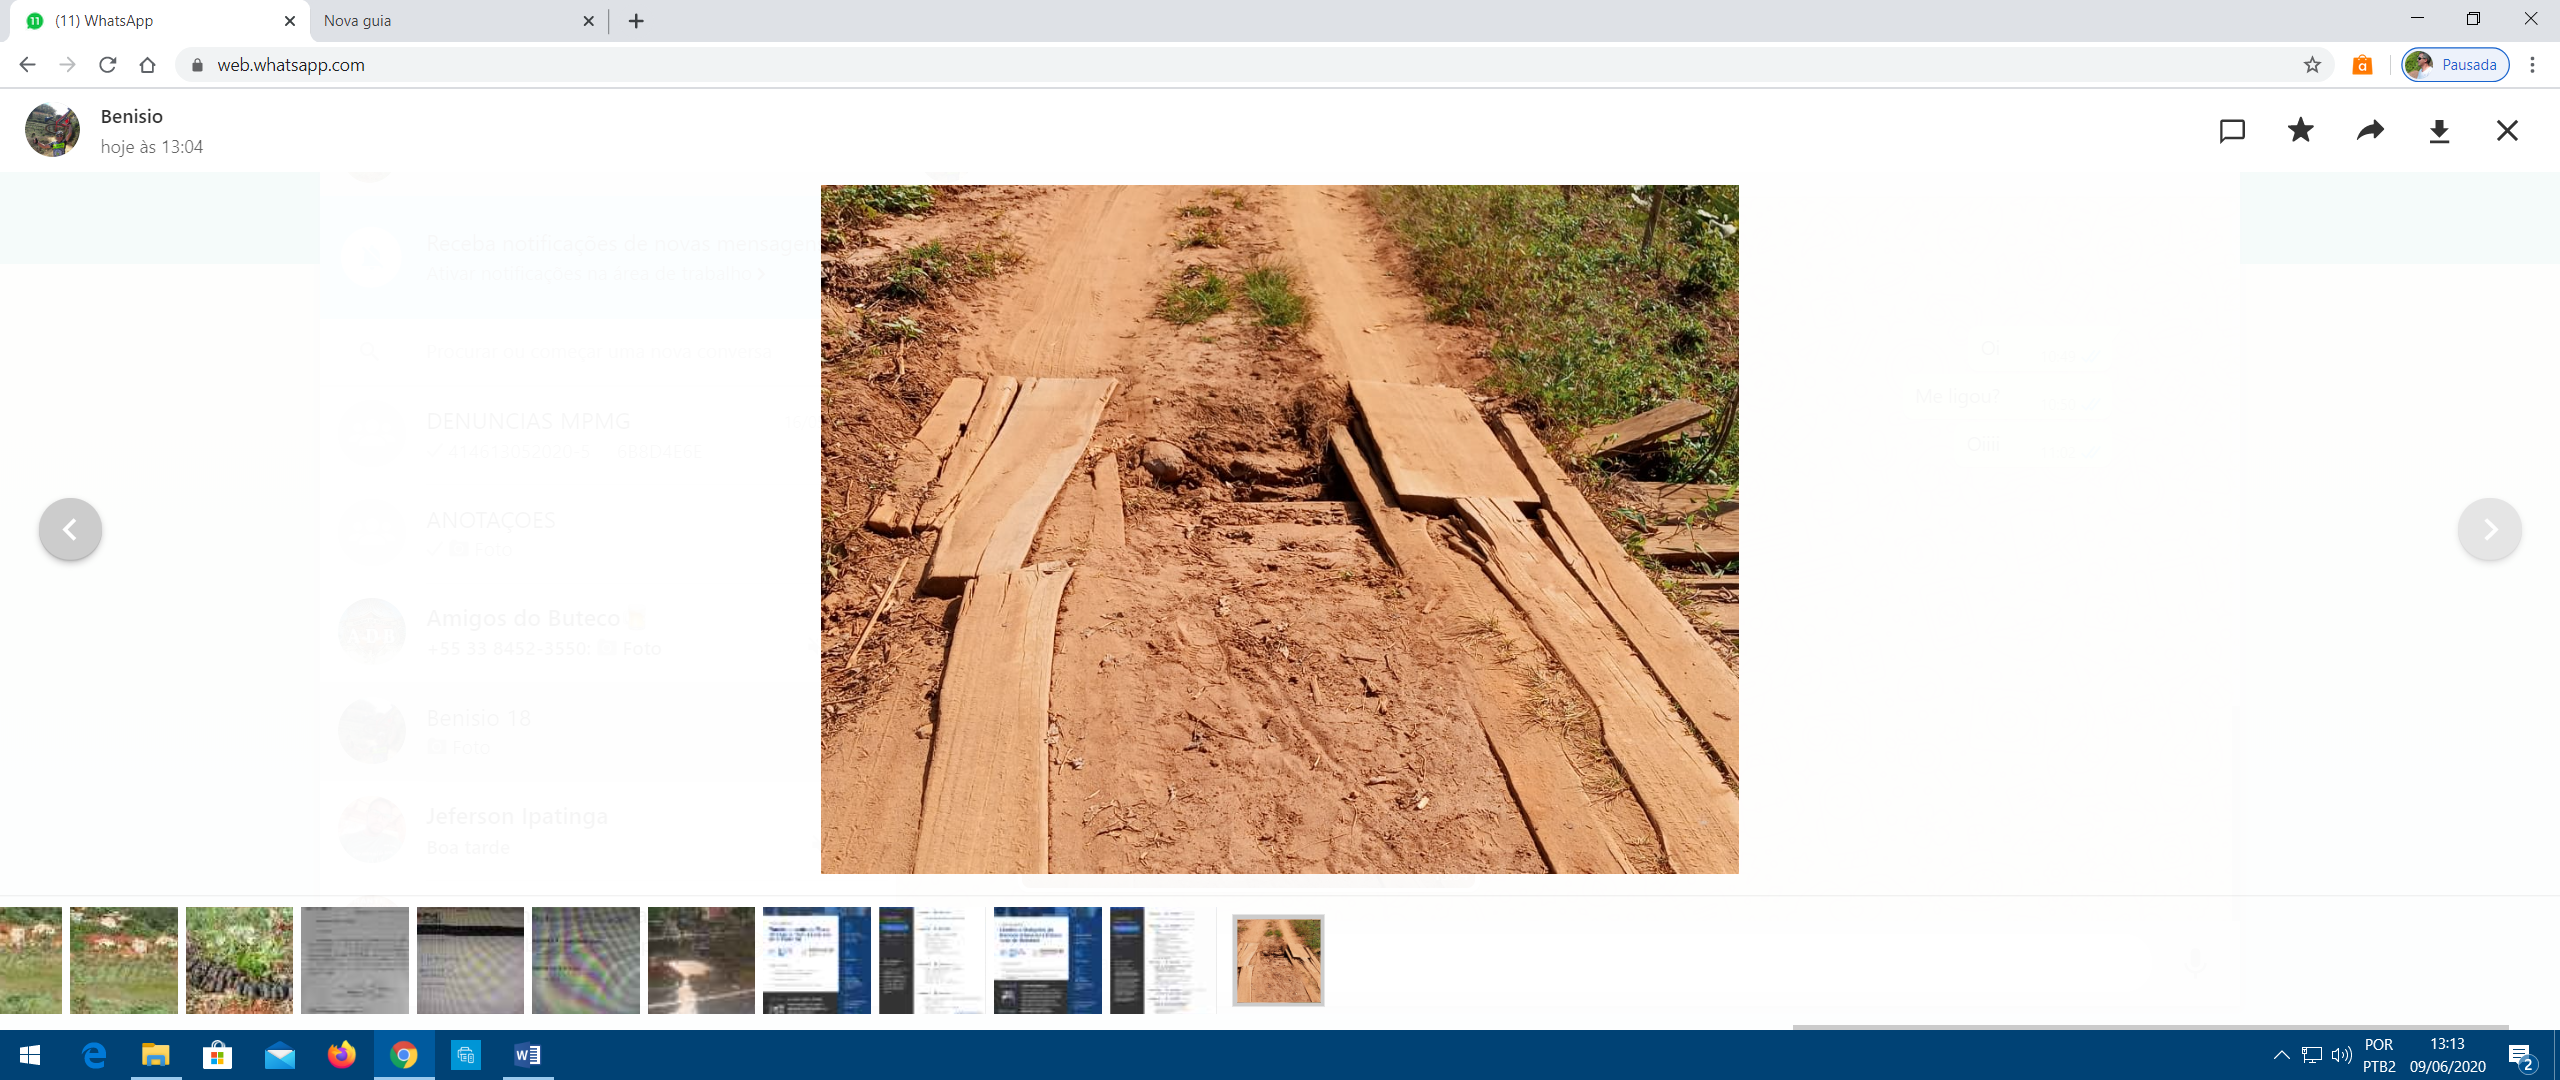 (11) WhatsApp
Nova guia
web.whatsapp.com
Pausada
Benisio
hoje às 13:04
Receba notificações de novas mensagen
Ativar notificações na área de trabalho >
Procurar ou começar uma nova conversa
Oi
Me ligou?
Oiiii
DENUNCIAS MPMG
ANOTAÇOES
Foto
Amigos do Buteco
+55 33 8452-3550: Foto
Benisio 18
Foto
Jeferson Ipatinga
Boa tarde
POR
PTB2
13:13
09/06/2020
2